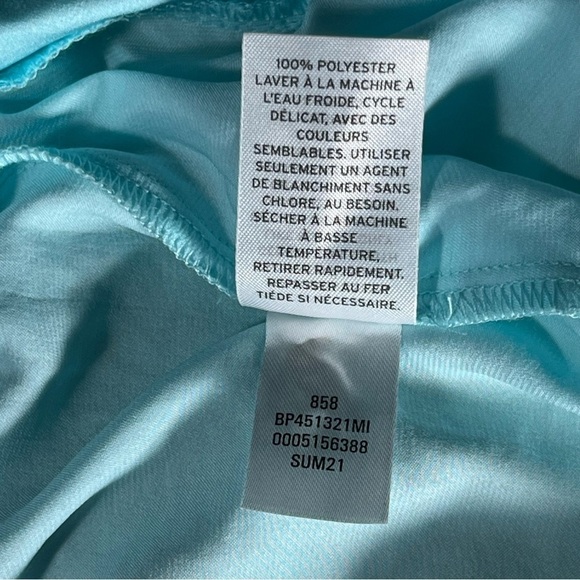 100% POLYESTER
LAVER À LA MACHINE À
L'EAU FROIDE, CYCLE
DÉLICAT, AVEC DES
COULEURS
SEMBLABLES. UTILISER
SEULEMENT UN AGENT
DE BLANCHIMENT SANS
CHLORE, AU BESOIN.
SÉCHER À LA MACHINE
À BASSE
TEMPÉRATURE,
RETIRER RAPIDEMENT.
REPASSER AU FER
TIÈDE SI NÉCESSAIRE.
858
BP451321MI
0005156388
SUM21